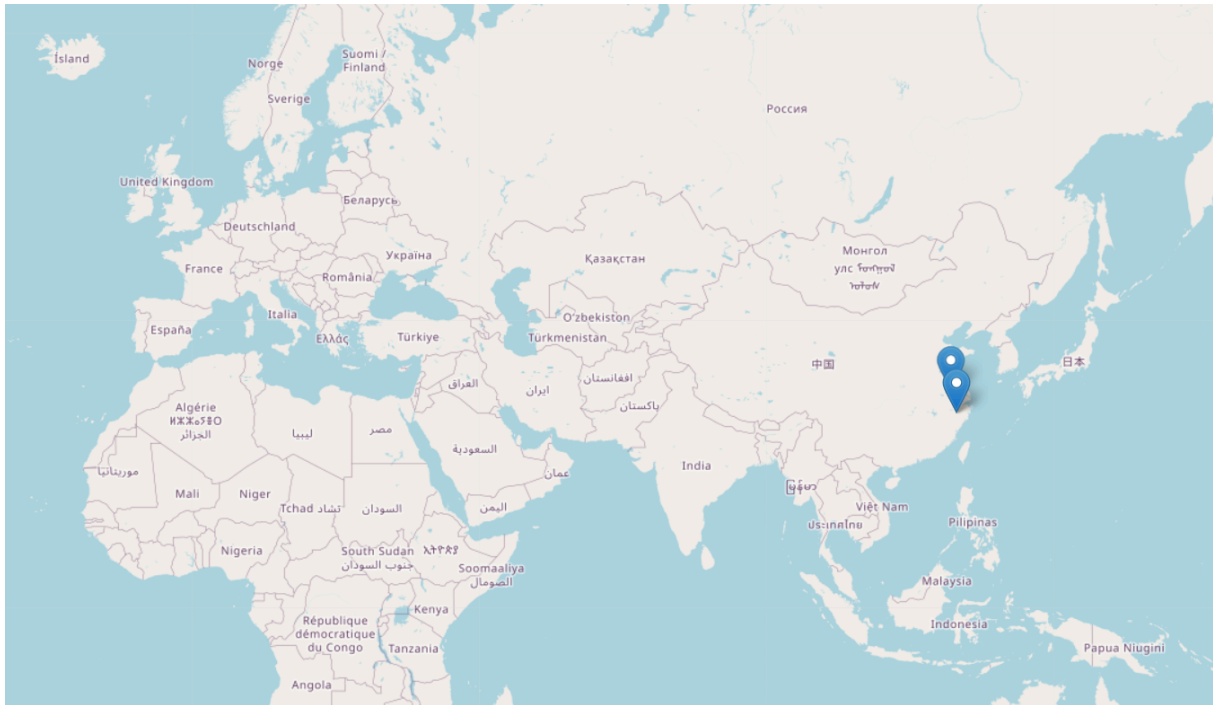 Ísland
Norge
Suomi /
Finland
Sverige
Россия
United Kingdom
Беларусь
Deutschland
Україна
France
România
Қазақстан
Монгол
улс
Italia
España
Ελλάς
Türkiye
O'zbekiston
Türkmenistan
中国
日本
العراق
ایران
افغانستان
پاکستان
Algérie
ⵍⵣⵣⴰⵢⴻⵔ
الجزائر
ليبيا
مصر
السعودية
عمان
India
موريتانيا
Mali
Niger
Tchad تشاد
السودان
اليمن
Việt Nam
ประเทศไทย
Pilipinas
Nigeria
South Sudan
جنوب السودان
Soomaaliya
الصومال
Malaysia
Kenya
République
démocratique
du Congo
Indonesia
Tanzania
Papua Niugini
Angola